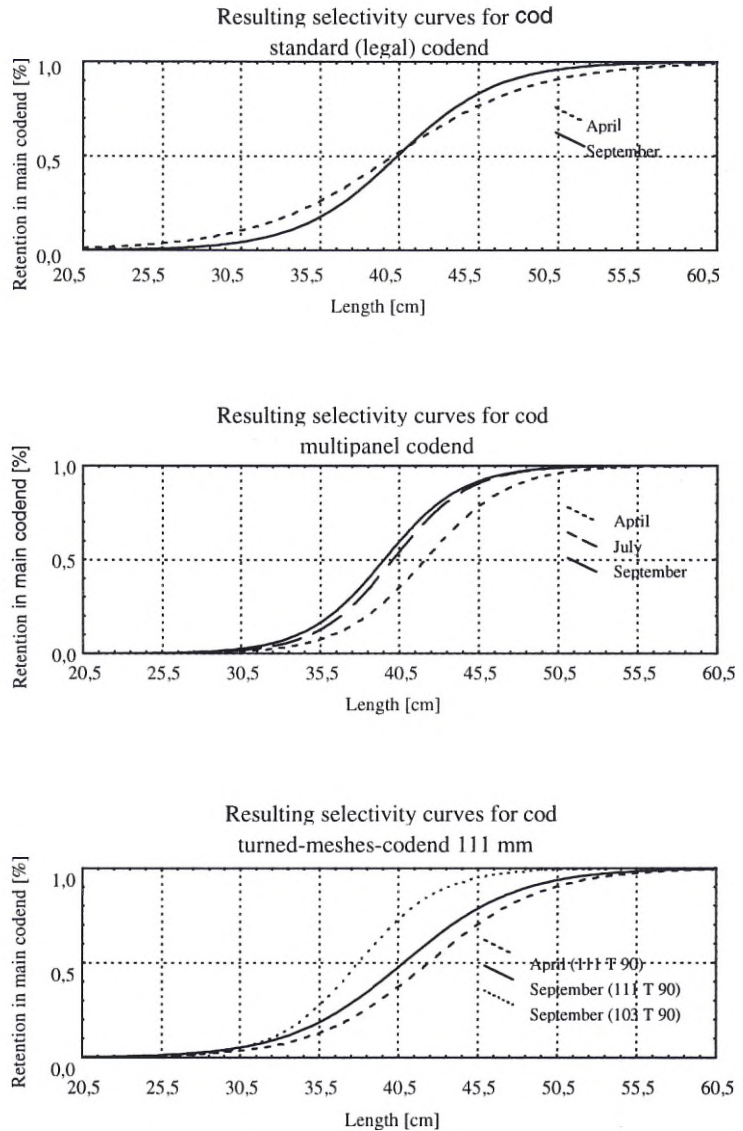 Resulting selectivity curves for cod
standard (legal) codend
Retention in main codend [%]
1,0
0,5
0,0
April
September
20,5 25,5 30,5 35,5 40,5 45,5 50,5 55,5 60,5
Length [cm]
Resulting selectivity curves for cod
multipanel codend
Retention in main codend [%]
1,0
0,5
0,0
April
July
September
20,5 25,5 30,5 35,5 40,5 45,5 50,5 55,5 60,5
Length [cm]
Resulting selectivity curves for cod
turned-meshes-codend 111 mm
Retention in main codend [%]
1,0
0,5
0,0
April (111 T 90)
September (111 T 90)
September (103 T 90)
20,5 25,5 30,5 35,5 40,5 45,5 50,5 55,5 60,5
Length [cm]